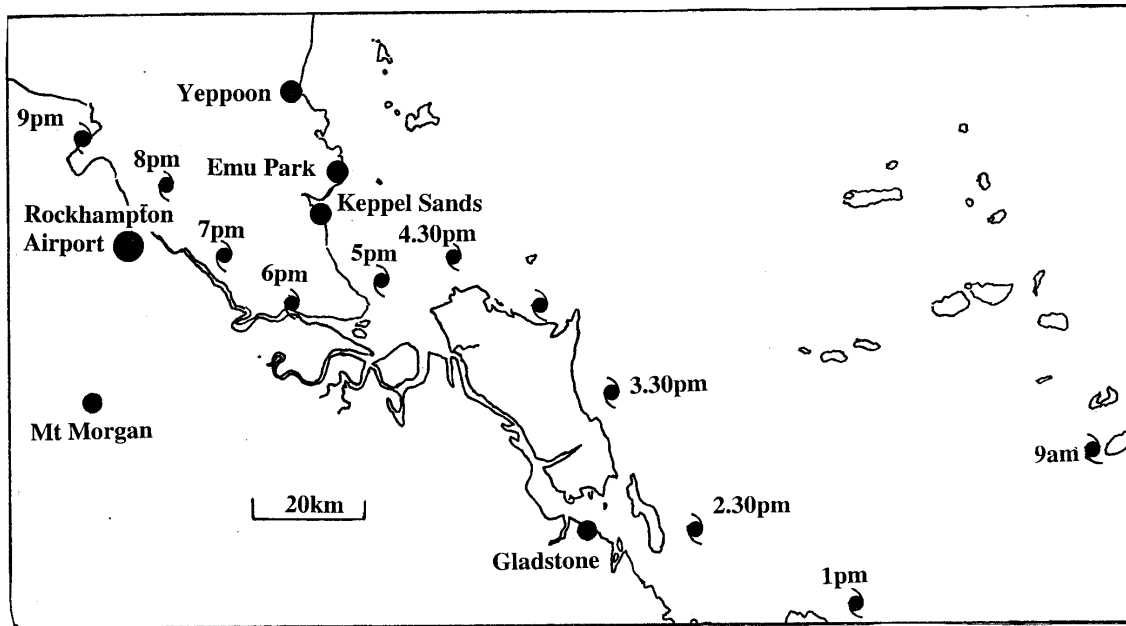 Yeppoon
9pm
8pm
Emu Park
Rockhampton
Airport
Keppel Sands
7pm
4.30pm
5pm
6pm
3.30pm
Mt Morgan
9am
20km
2.30pm
Gladstone
1pm